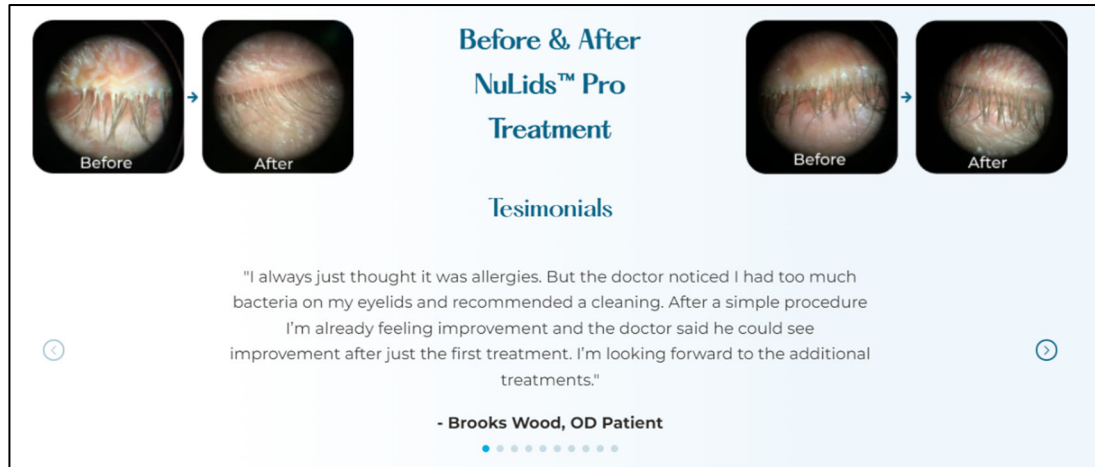 Before & After
NuLids™ Pro
Treatment
Before
After
Before
After
Tesimonials
"I always just thought it was allergies. But the doctor noticed I had too much
bacteria on my eyelids and recommended a cleaning. After a simple procedure
I'm already feeling improvement and the doctor said he could see
improvement after just the first treatment. I'm looking forward to the additional
treatments."
- Brooks Wood, OD Patient